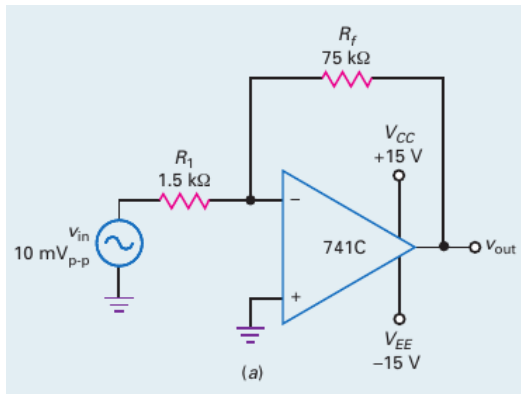 R_f
75 kΩ
V_CC
+15 V
R_1
1.5 kΩ
−
v_in
10 mV_p-p
741C
v_out
+
V_EE
−15 V
(a)